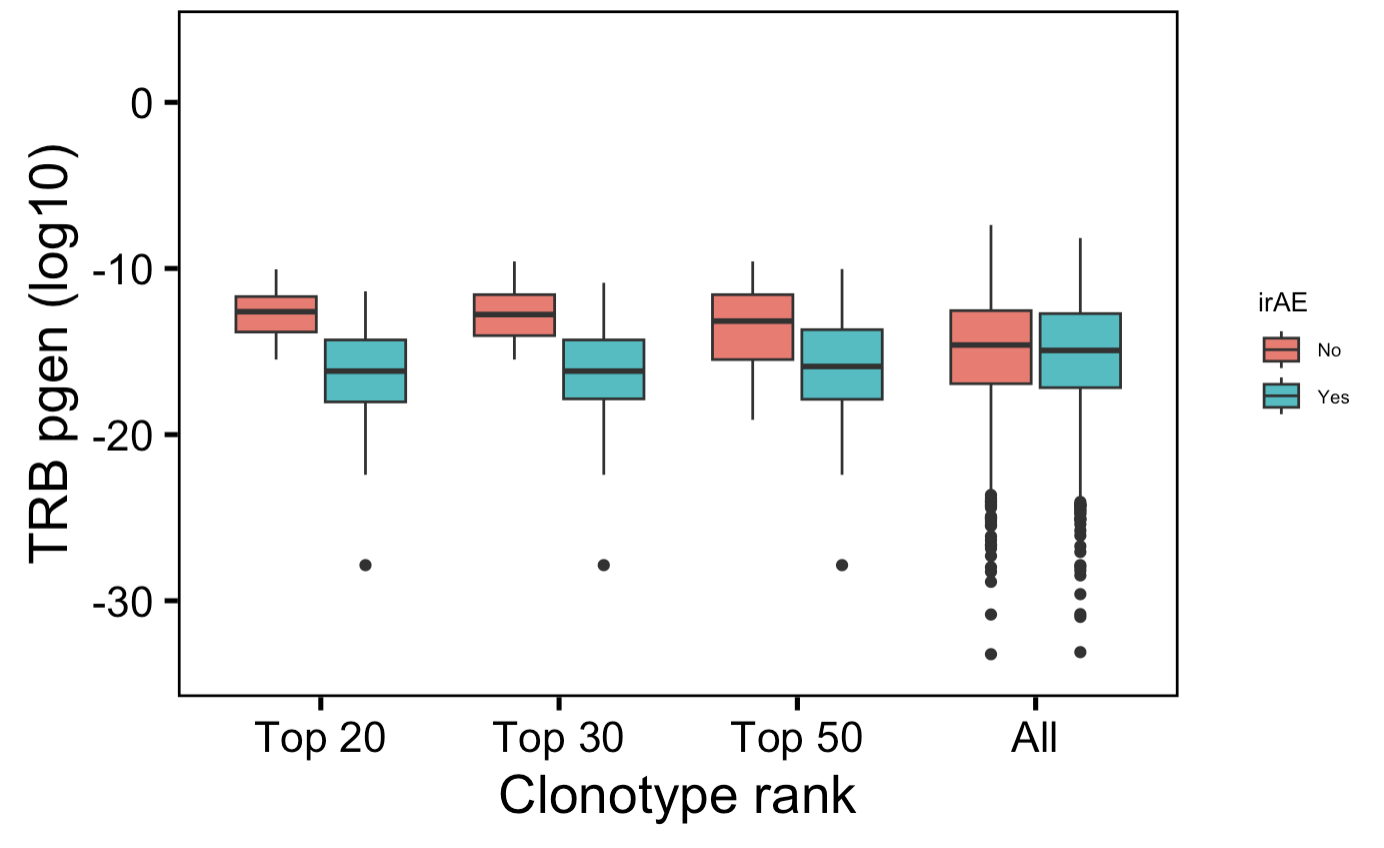 TRB pgen (log10)
0
-10
-20
-30
Top 20
Top 30
Top 50
All
Clonotype rank
irAE
No
Yes